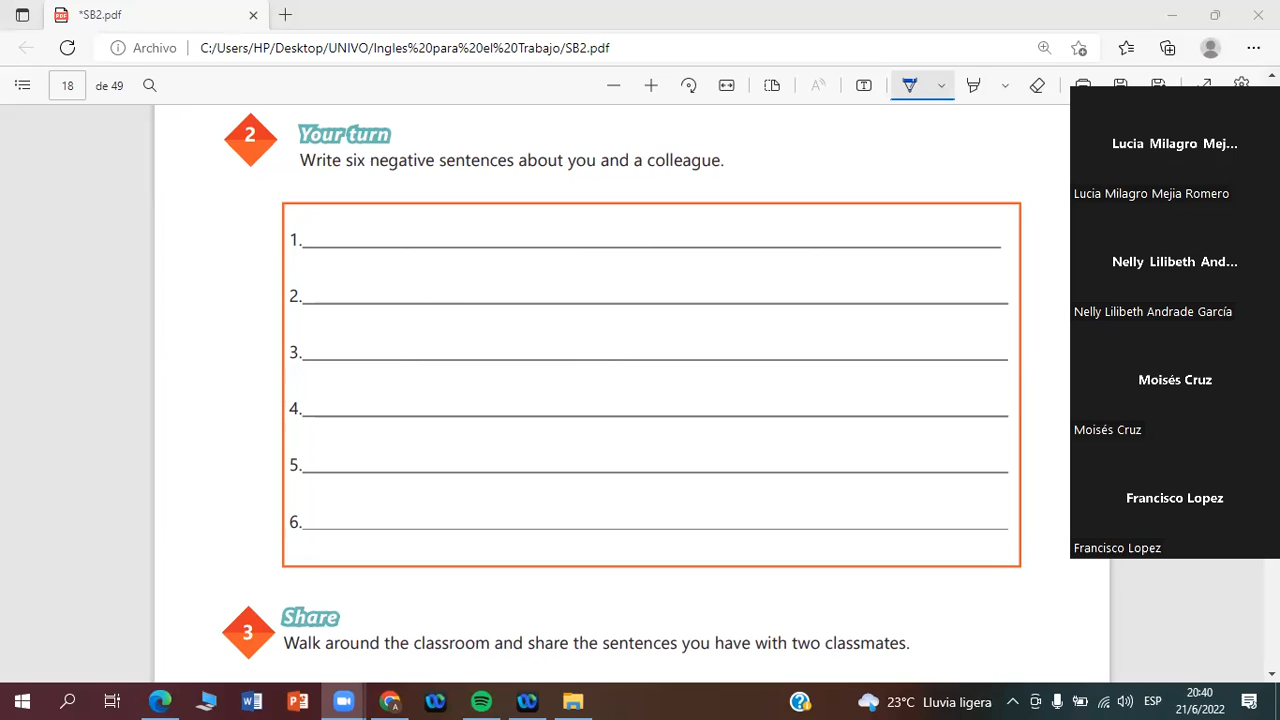 *SB2.pdf
Archivo C:/Users/HP/Desktop/UNIVO/Ingles%20para%20el%20Trabajo/SB2.pdf
18 de 49
2 Your turn
Write six negative sentences about you and a colleague.
1.
2.
3.
4.
5.
6.
3 Share
Walk around the classroom and share the sentences you have with two classmates.
Lucia Milagro Mej...
Lucia Milagro Mejia Romero
Nelly Lilibeth And...
Nelly Lilibeth Andrade García
Moisés Cruz
Moisés Cruz
Francisco Lopez
Francisco Lopez
23°C Lluvia ligera
ESP
20:40
21/6/2022